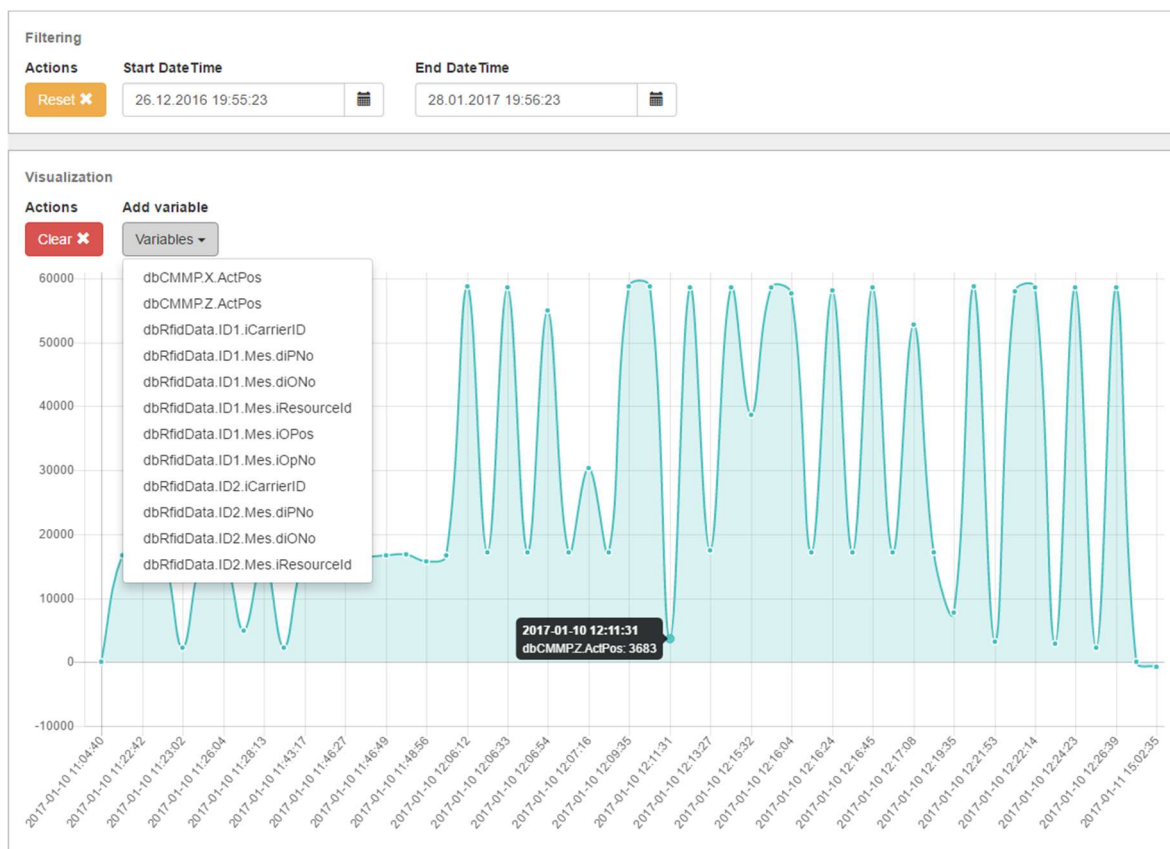 Filtering
Actions Start DateTime End DateTime
Reset ✖ 26.12.2016 19:55:23 28.01.2017 19:56:23
Visualization
Actions Add variable
Clear ✖ Variables
dbCMMP.X.ActPos
dbCMMP.Z.ActPos
dbRfidData.ID1.iCarrierID
dbRfidData.ID1.Mes.diPNo
dbRfidData.ID1.Mes.diONo
dbRfidData.ID1.Mes.iResourceId
dbRfidData.ID1.Mes.iOPos
dbRfidData.ID1.Mes.iOpNo
dbRfidData.ID2.iCarrierID
dbRfidData.ID2.Mes.diPNo
dbRfidData.ID2.Mes.diONo
dbRfidData.ID2.Mes.iResourceId
60000
50000
40000
30000
20000
10000
0
-10000
2017-01-10 12:11:31
dbCMMP.Z.ActPos: 3683
2017-01-10 11:04:40
2017-01-10 11:22:42
2017-01-10 11:23:02
2017-01-10 11:26:04
2017-01-10 11:28:13
2017-01-10 11:43:17
2017-01-10 11:46:27
2017-01-10 11:46:49
2017-01-10 11:48:56
2017-01-10 12:06:12
2017-01-10 12:06:33
2017-01-10 12:06:54
2017-01-10 12:07:16
2017-01-10 12:09:35
2017-01-10 12:11:31
2017-01-10 12:13:27
2017-01-10 12:15:32
2017-01-10 12:16:04
2017-01-10 12:16:24
2017-01-10 12:16:45
2017-01-10 12:17:08
2017-01-10 12:19:35
2017-01-10 12:21:53
2017-01-10 12:22:14
2017-01-10 12:24:23
2017-01-10 12:26:39
2017-01-11 15:02:35